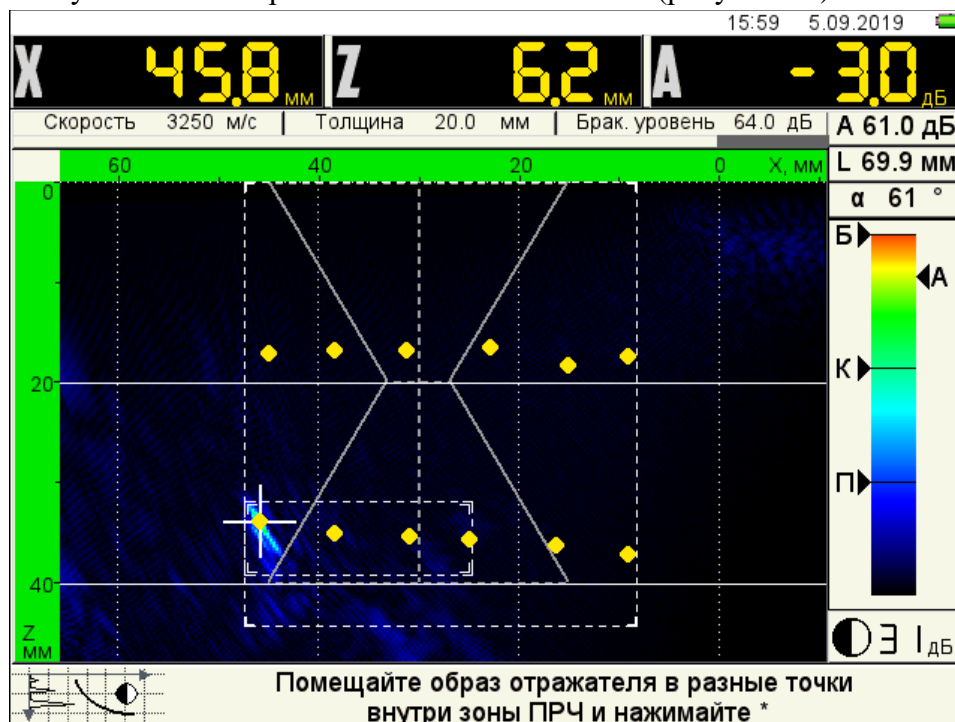 15:59 5.09.2019
X 45.8 мм Z 6.2 мм A - 3.0 дБ
Скорость 3250 м/с Толщина 20.0 мм Брак. уровень 64.0 дБ A 61.0 дБ
L 69.9 мм
α 61 °
60 40 20 0 X, мм
0
20
40
Z
мм
Б
А
К
П
31 дБ
Помещайте образ отражателя в разные точки
внутри зоны ПРЧ и нажимайте *